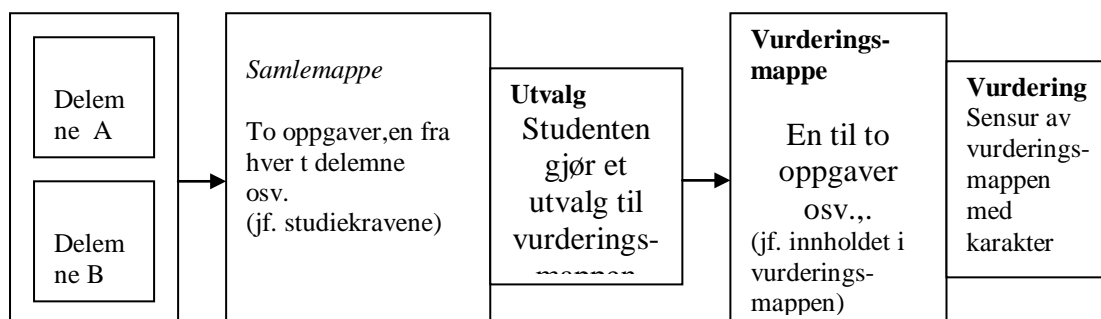 Delem
ne A
Delem
ne B
Samlemappe
To oppgaver,en fra
hver t delemne
osv.
(jf. studiekravene)
Utvalg
Studenten
gjør et
utvalg til
vurderings-
mappen
Vurderings-
mappe
En til to
oppgaver
osv.,.
(jf. innholdet i
vurderings-
mappen)
Vurdering
Sensur av
vurderings-
mappen
med
karakter